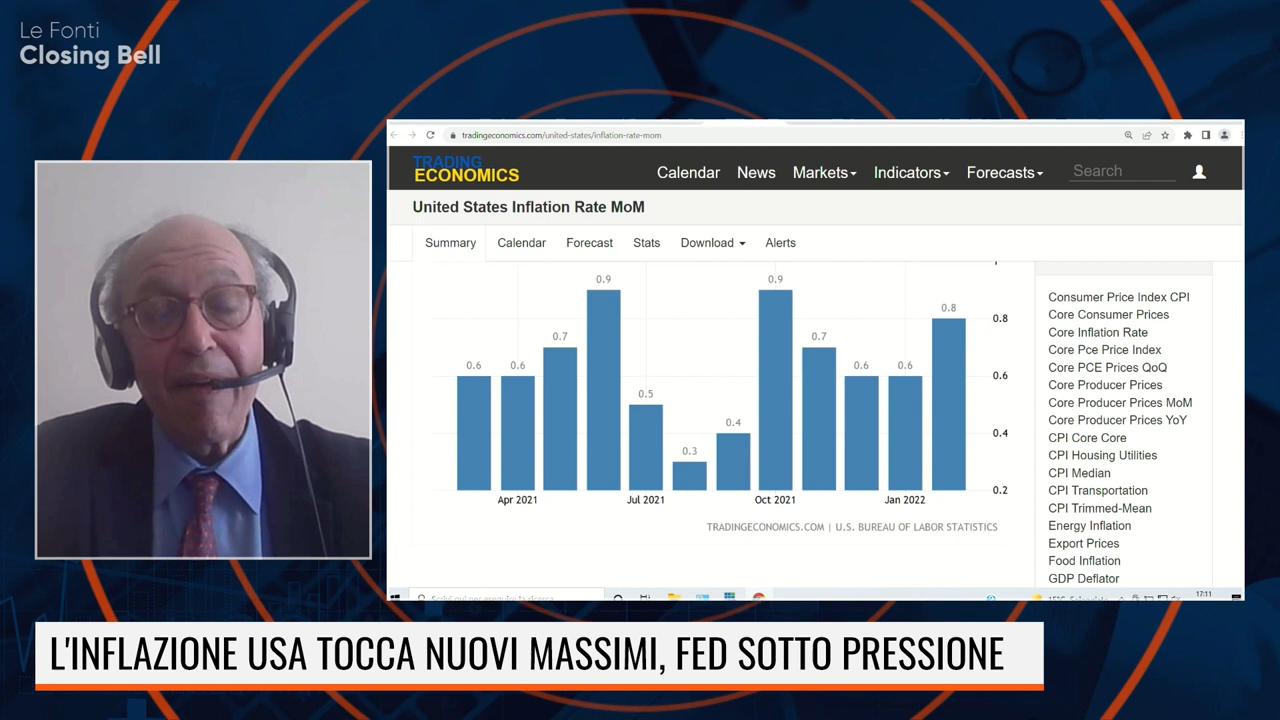 Le Fonti
Closing Bell
tradingeconomics.com/united-states/inflation-rate-mom
TRADING
ECONOMICS
Calendar News Markets Indicators Forecasts Search
United States Inflation Rate MoM
Summary Calendar Forecast Stats Download Alerts
0.6 0.6 0.7 0.9 0.5 0.3 0.4 0.9 0.7 0.6 0.6 0.8
0.8
0.6
0.4
0.2
Apr 2021 Jul 2021 Oct 2021 Jan 2022
TRADINGECONOMICS.COM | U.S. BUREAU OF LABOR STATISTICS
Consumer Price Index CPI
Core Consumer Prices
Core Inflation Rate
Core Pce Price Index
Core PCE Prices QoQ
Core Producer Prices
Core Producer Prices MoM
Core Producer Prices YoY
CPI Core Core
CPI Housing Utilities
CPI Median
CPI Transportation
CPI Trimmed-Mean
Energy Inflation
Export Prices
Food Inflation
GDP Deflator
17:11
L'INFLAZIONE USA TOCCA NUOVI MASSIMI, FED SOTTO PRESSIONE